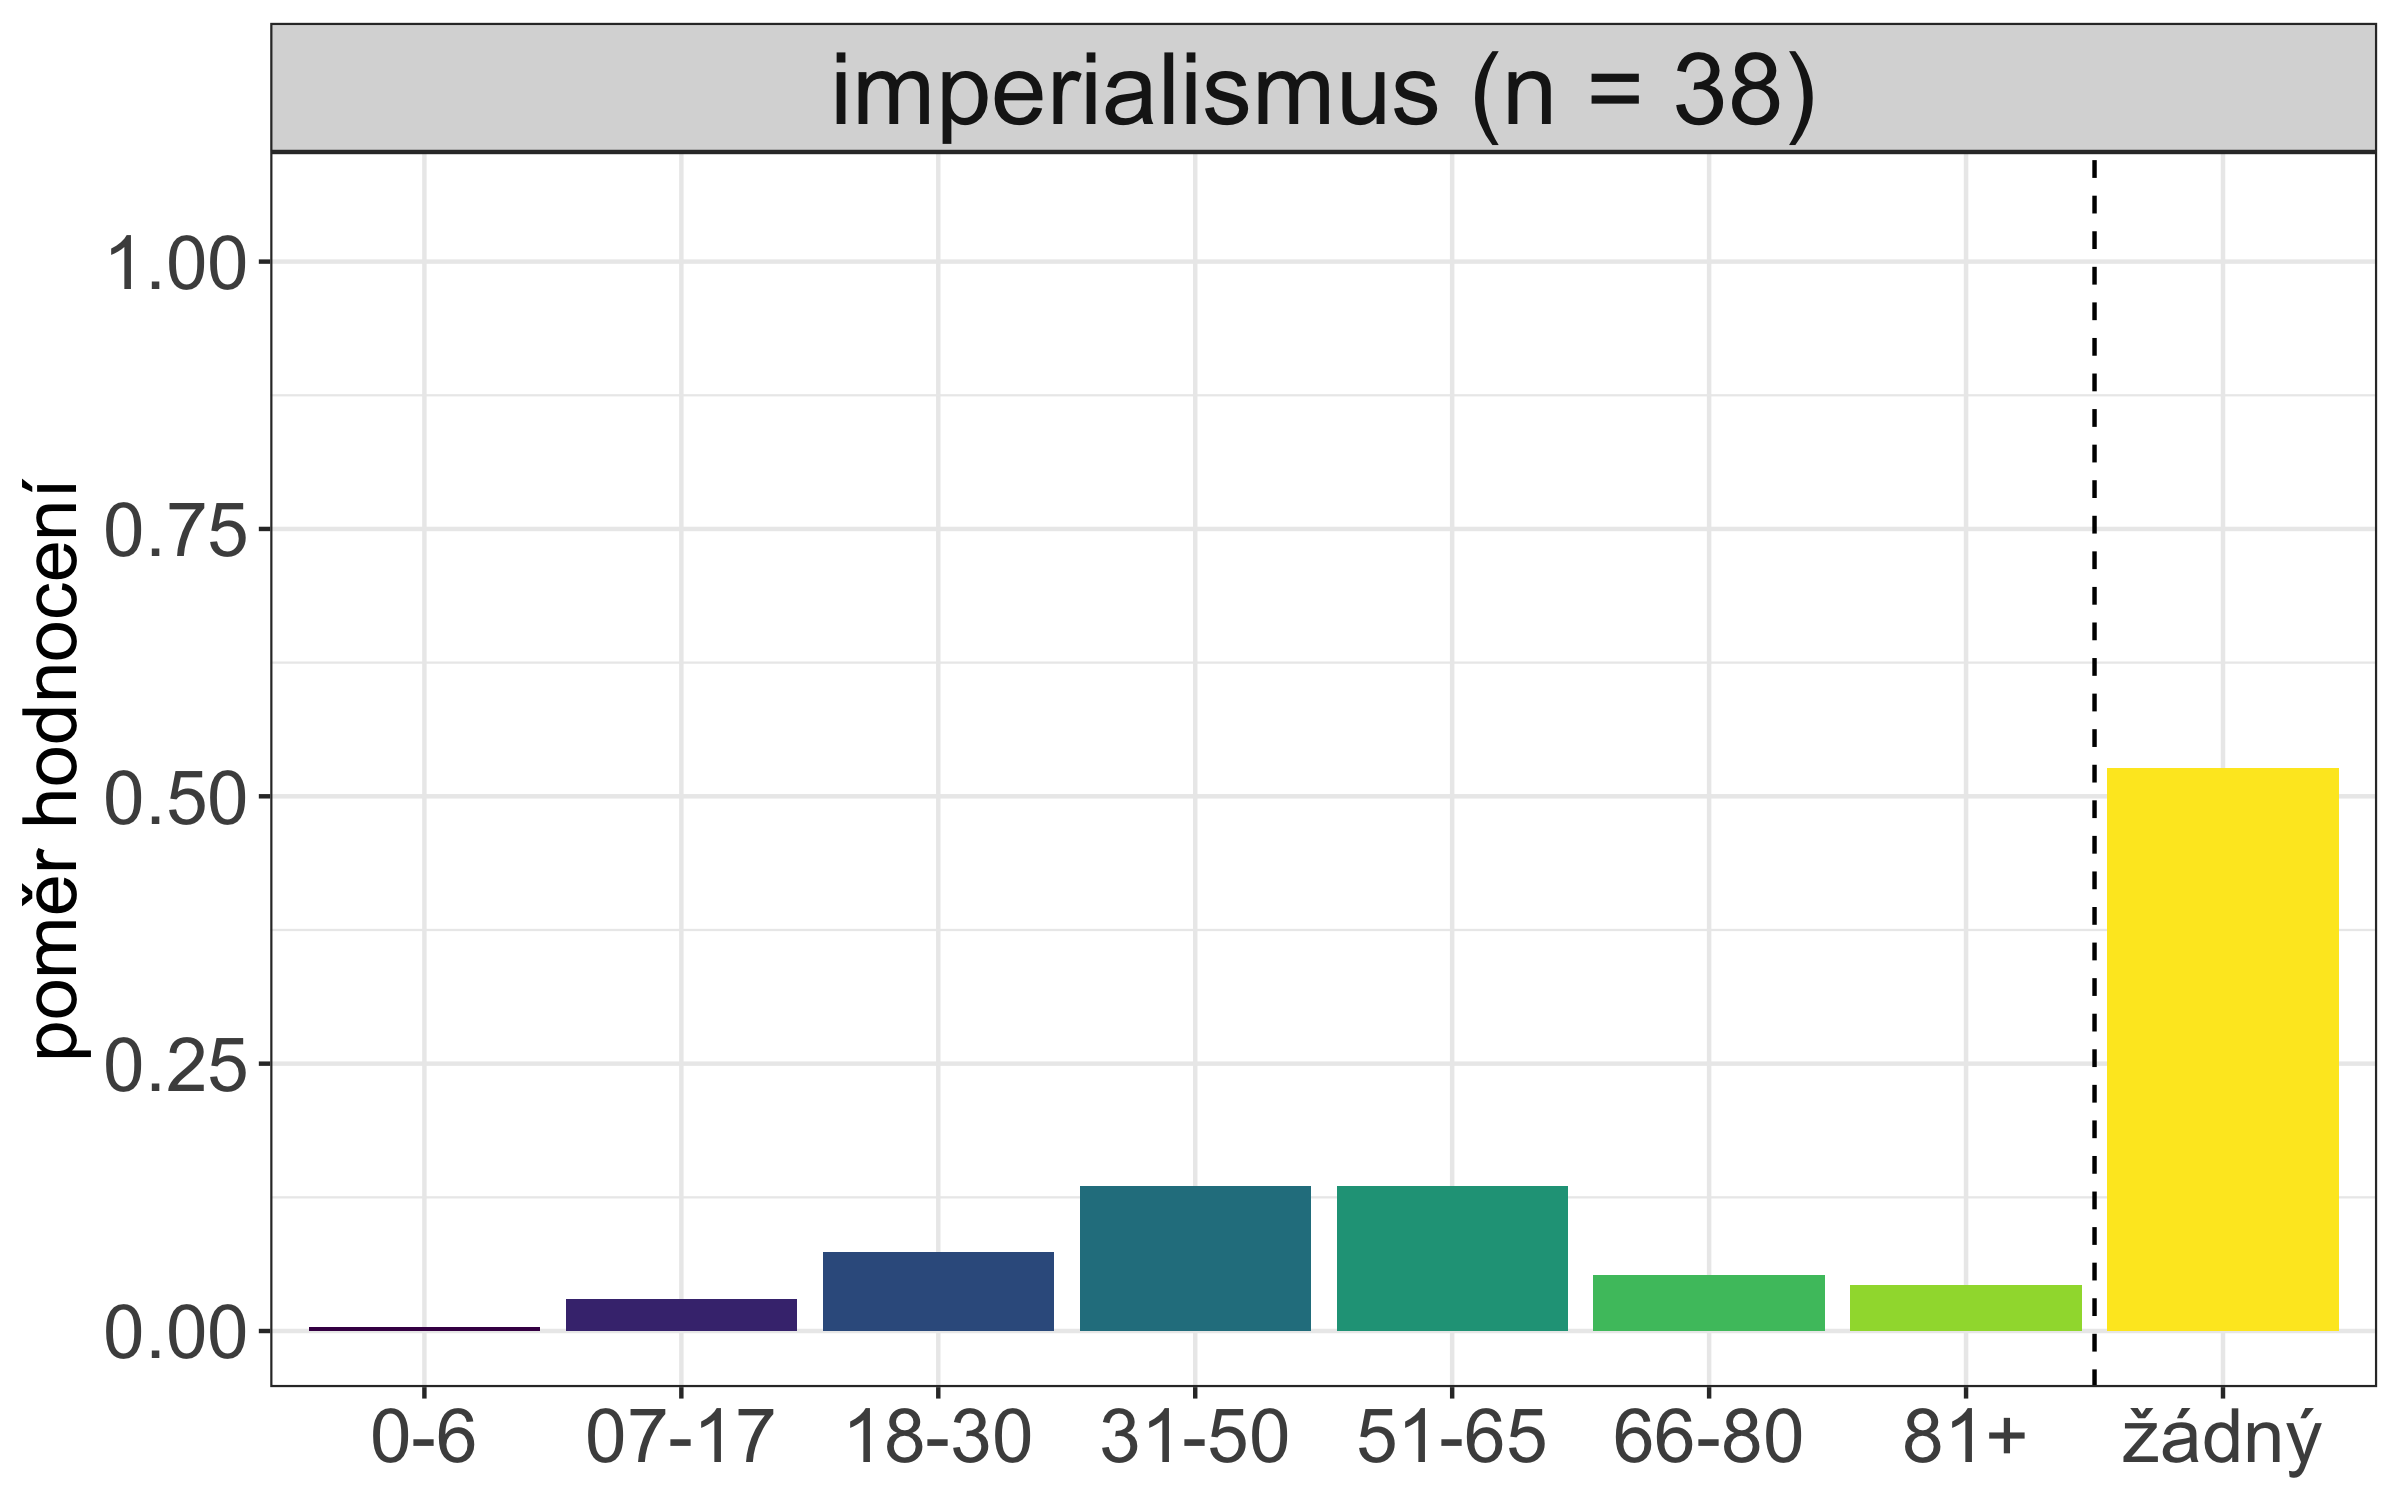 imperialismus (n = 38)
poměr hodnocení
1.00
0.75
0.50
0.25
0.00
0-6 07-17 18-30 31-50 51-65 66-80 81+ žádný